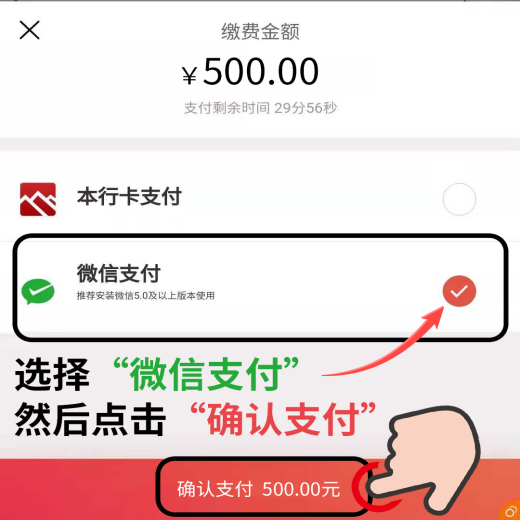 缴费金额
￥500.00
支付剩余时间 29分56秒
本行卡支付
微信支付
推荐安装微信5.0及以上版本使用
选择“微信支付”
然后点击“确认支付”
确认支付 500.00元